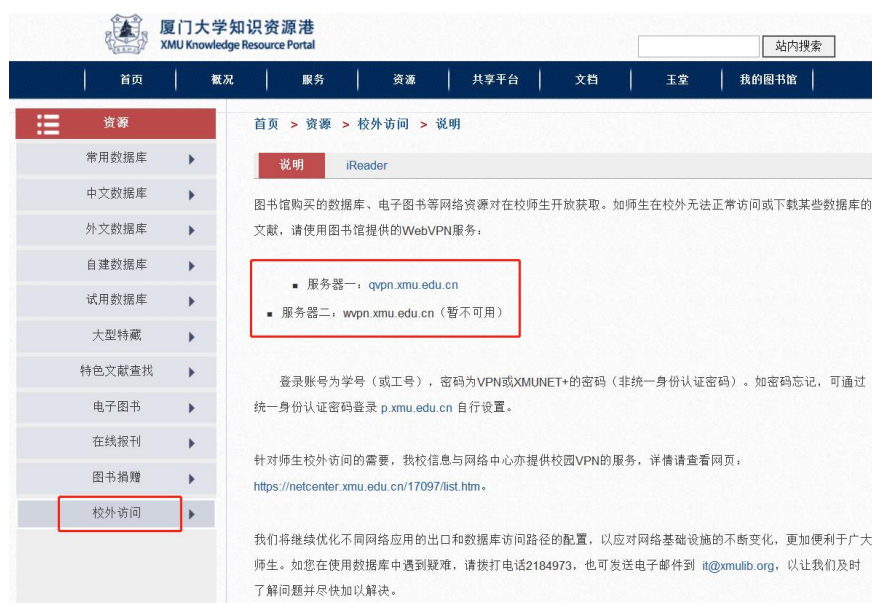 厦门大学知识资源港
XMU Knowledge Resource Portal
站内搜索
首页 概况 服务 资源 共享平台 文档 玉堂 我的图书馆
资源
常用数据库
中文数据库
外文数据库
自建数据库
试用数据库
大型特藏
特色文献查找
电子图书
在线报刊
图书捐赠
校外访问
首页 > 资源 > 校外访问 > 说明
说明 iReader
图书馆购买的数据库、电子图书等网络资源对在校师生开放获取。如师生在校外无法正常访问或下载某些数据库的
文献，请使用图书馆提供的WebVPN服务：
■ 服务器一：qvpn.xmu.edu.cn
■ 服务器二：wvpn.xmu.edu.cn（暂不可用）
登录账号为学号（或工号），密码为VPN或XMUNET+的密码（非统一身份认证密码）。如密码忘记，可通过
统一身份认证密码登录 p.xmu.edu.cn 自行设置。
针对师生校外访问的需要，我校信息与网络中心亦提供校园VPN的服务，详情请查看网页：
https://netcenter.xmu.edu.cn/17097/list.htm。
我们将继续优化不同网络应用的出口和数据库访问路径的配置，以应对网络基础设施的不断变化，更加便利于广大
师生。如您在使用数据库中遇到疑难，请拨打电话2184973，也可发送电子邮件到 it@xmulib.org，以让我们及时
了解问题并尽快加以解决。